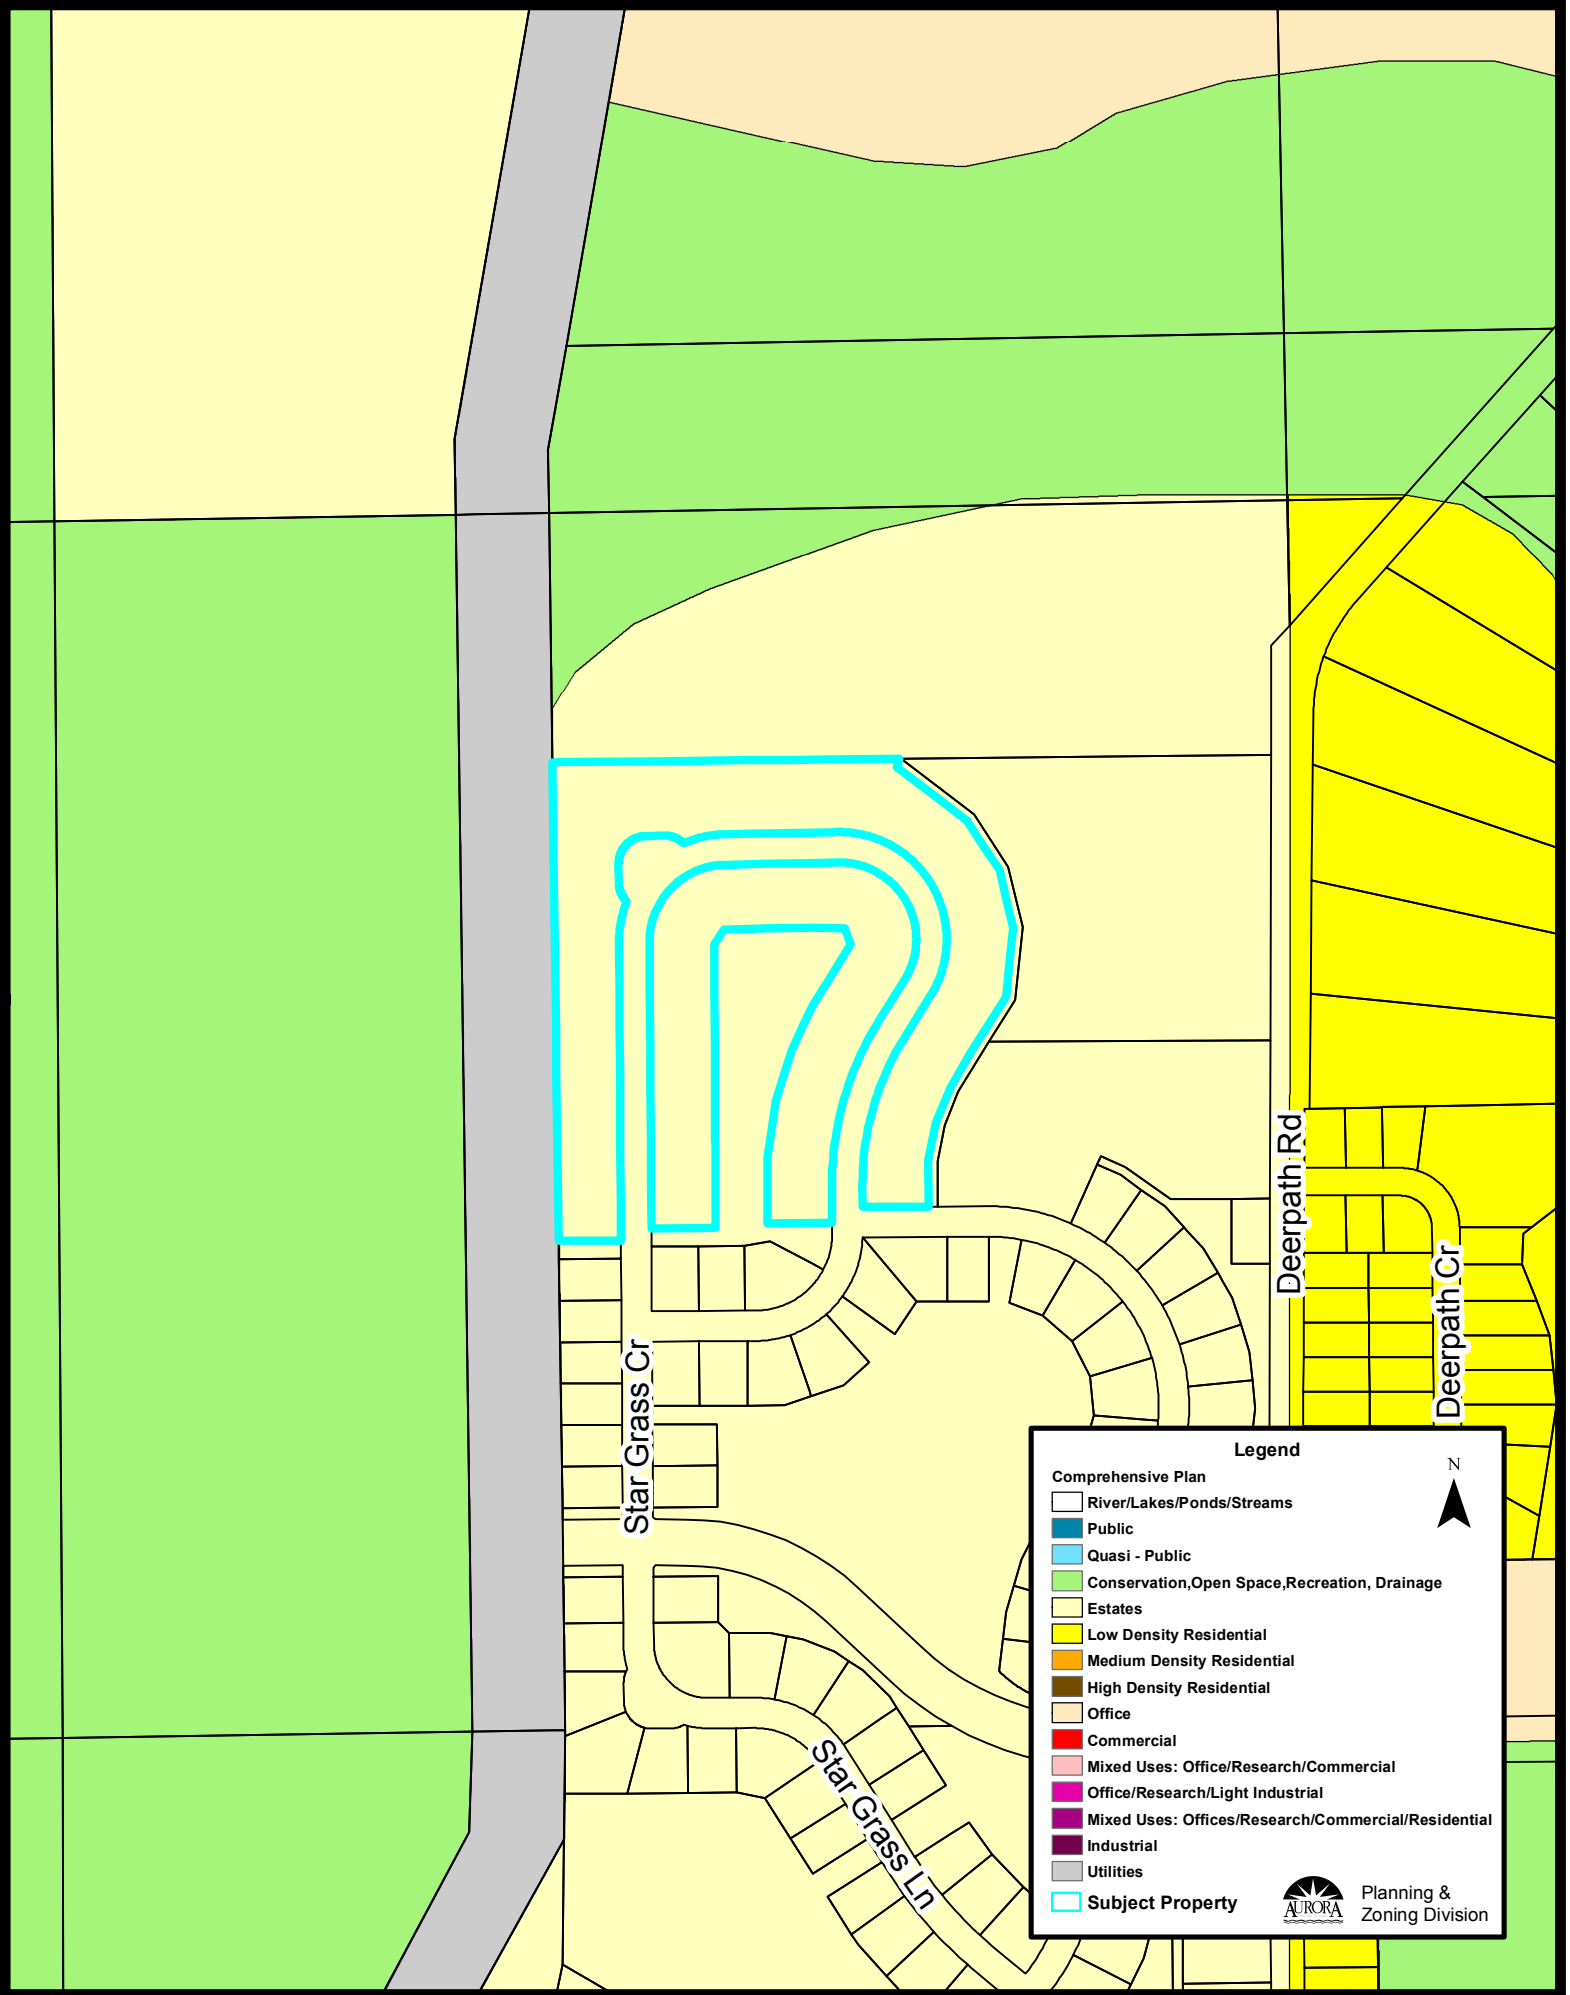 Deerpath Rd
Deerpath Cr
Star Grass Cr
Star Grass Ln
Legend
N
Comprehensive Plan
River/Lakes/Ponds/Streams
Public
Quasi - Public
Conservation,Open Space,Recreation, Drainage
Estates
Low Density Residential
Medium Density Residential
High Density Residential
Office
Commercial
Mixed Uses: Office/Research/Commercial
Office/Research/Light Industrial
Mixed Uses: Offices/Research/Commercial/Residential
Industrial
Utilities
Subject Property
AURORA
Planning &
Zoning Division